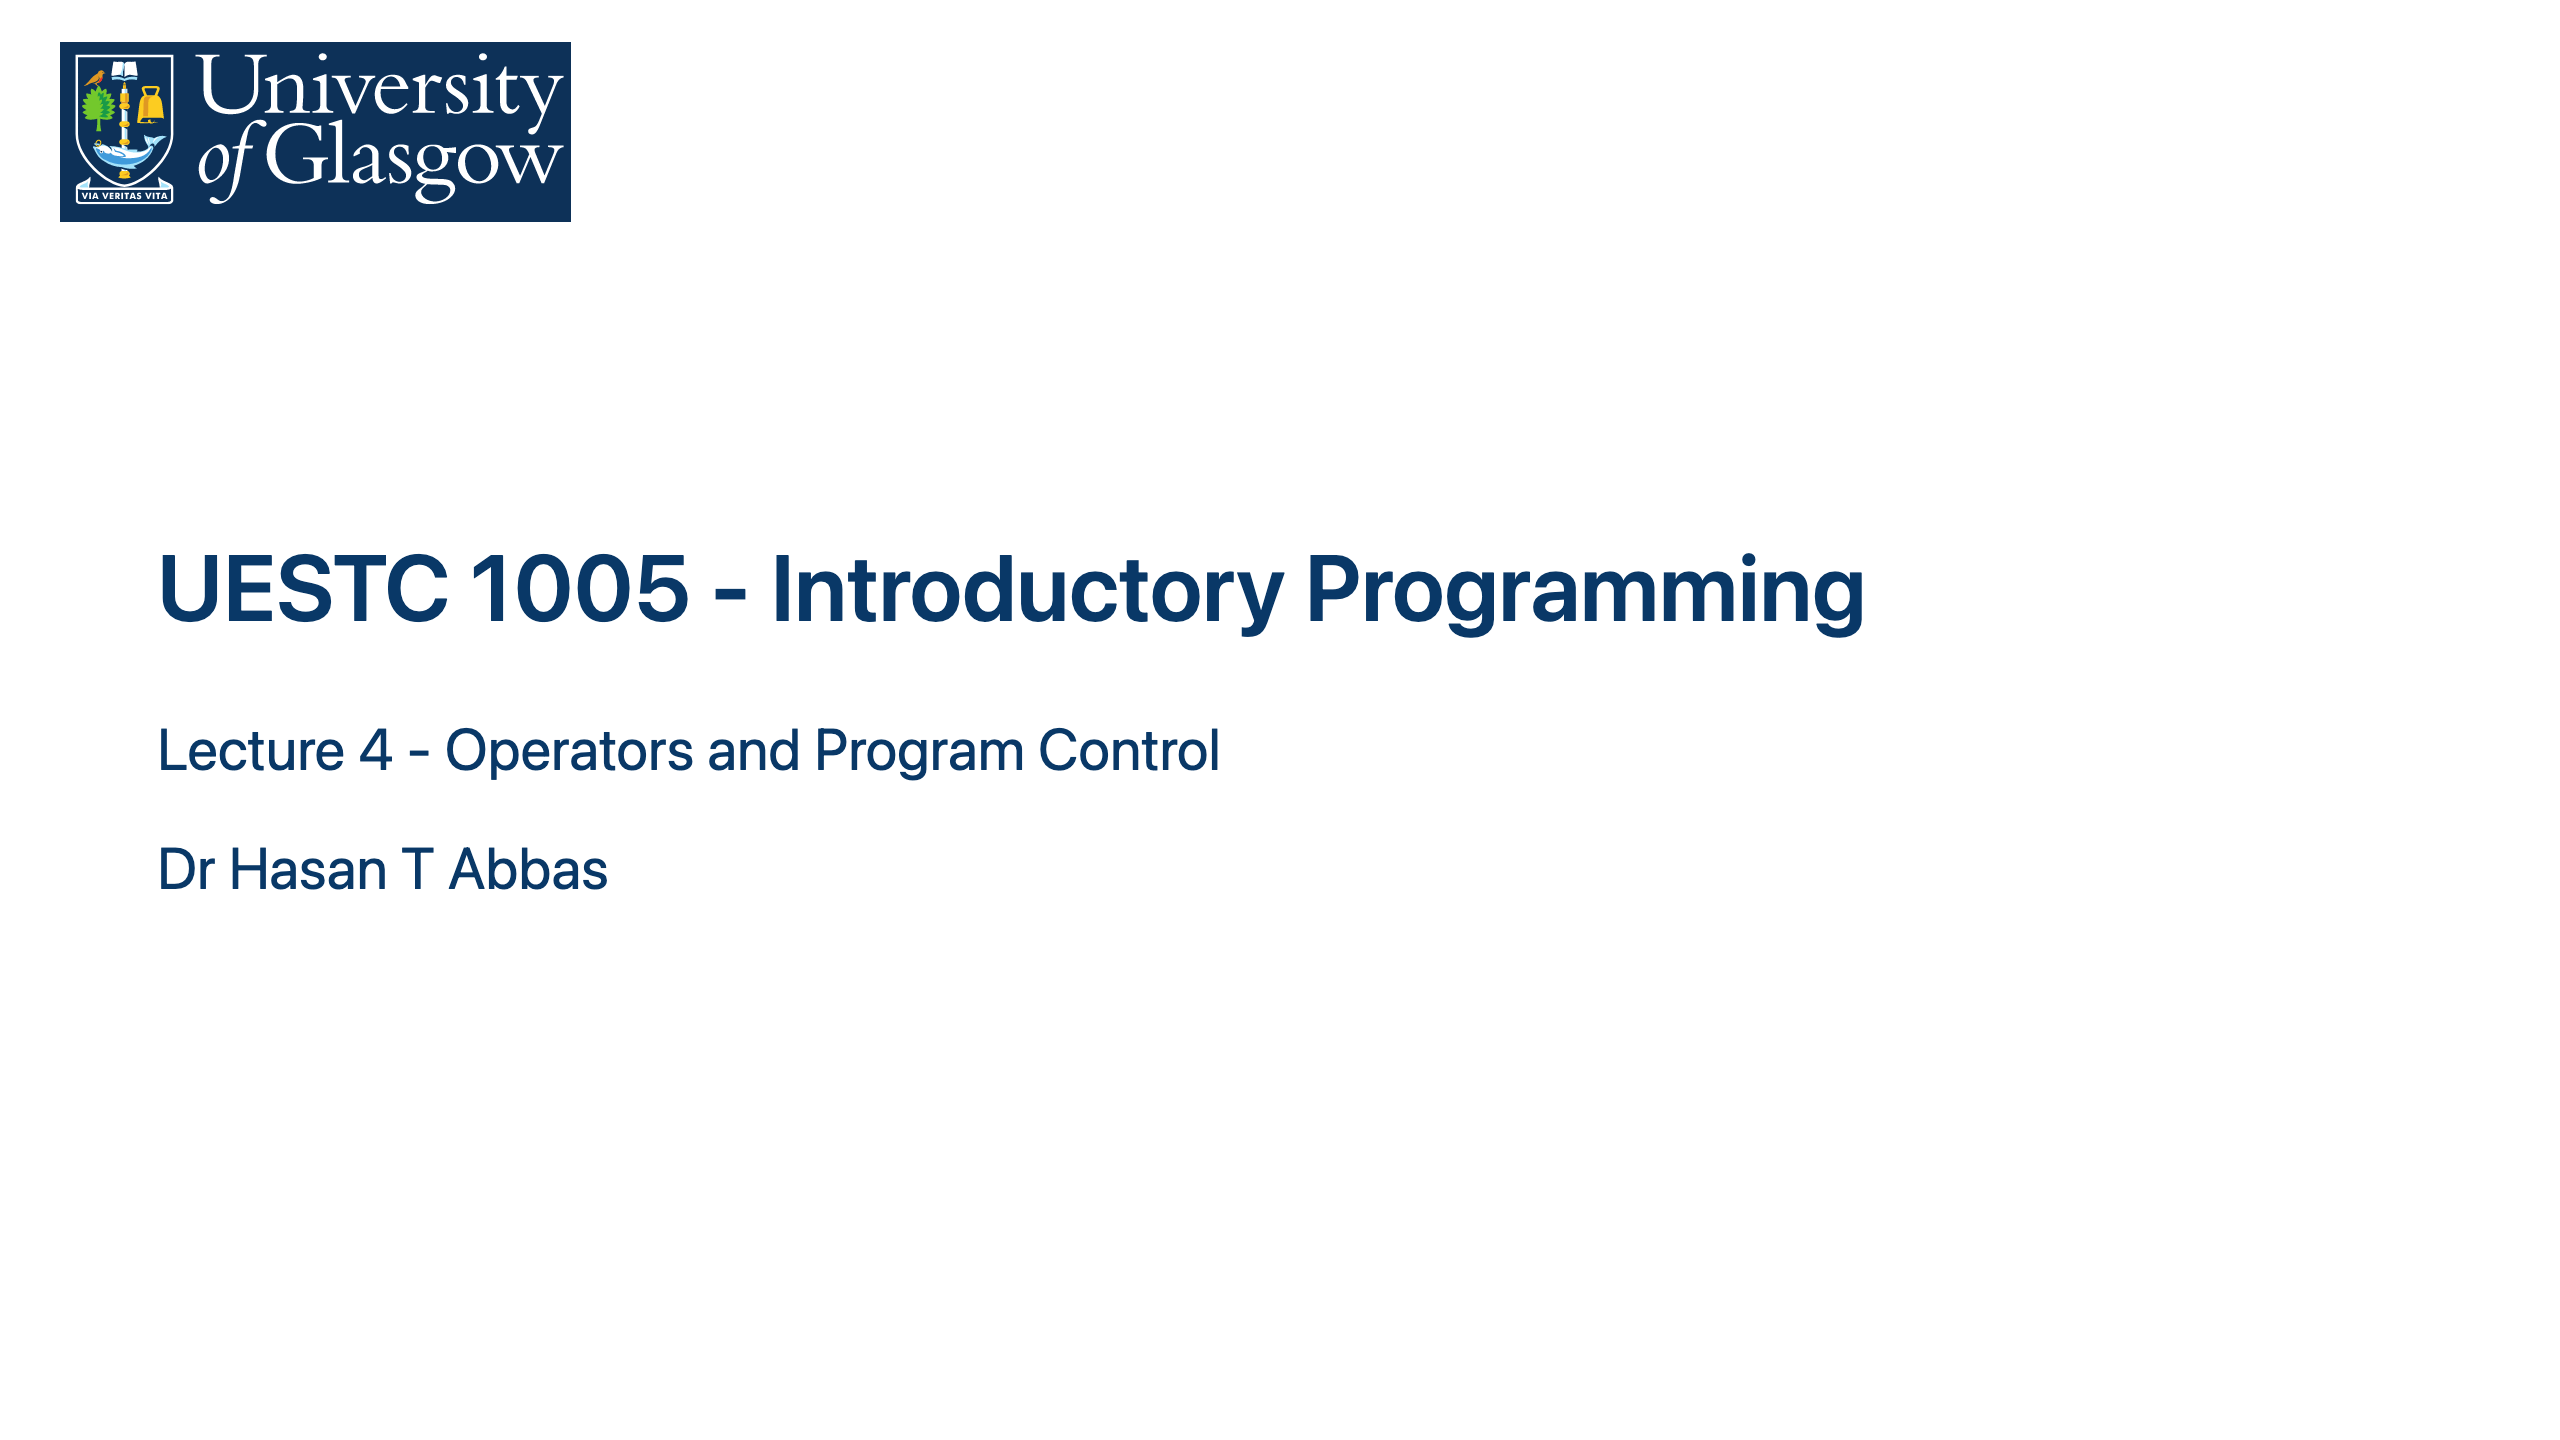 University
of Glasgow
VIA VERITAS VITA
UESTC 1005 - Introductory Programming
Lecture 4 - Operators and Program Control
Dr Hasan T Abbas